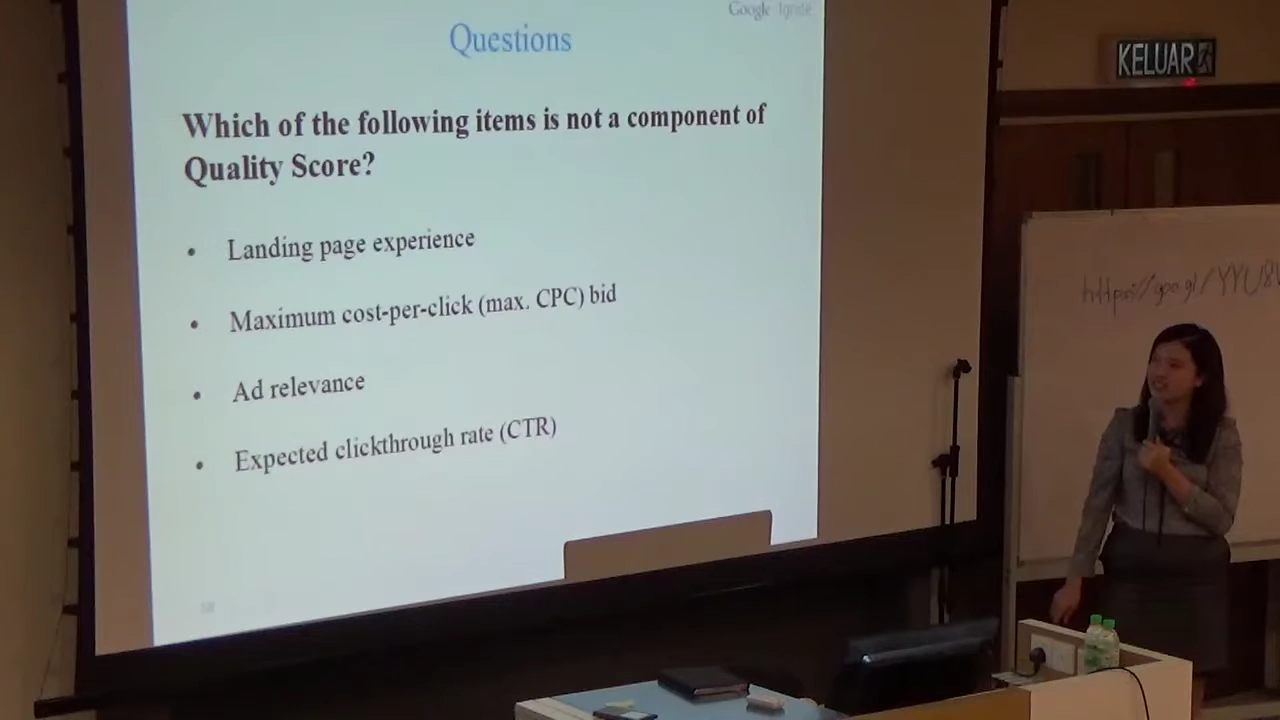 Google Ignite
Questions
Which of the following items is not a component of
Quality Score?
• Landing page experience
• Maximum cost-per-click (max. CPC) bid
• Ad relevance
• Expected clickthrough rate (CTR)
KELUAR
https://goo.gl/YYU8